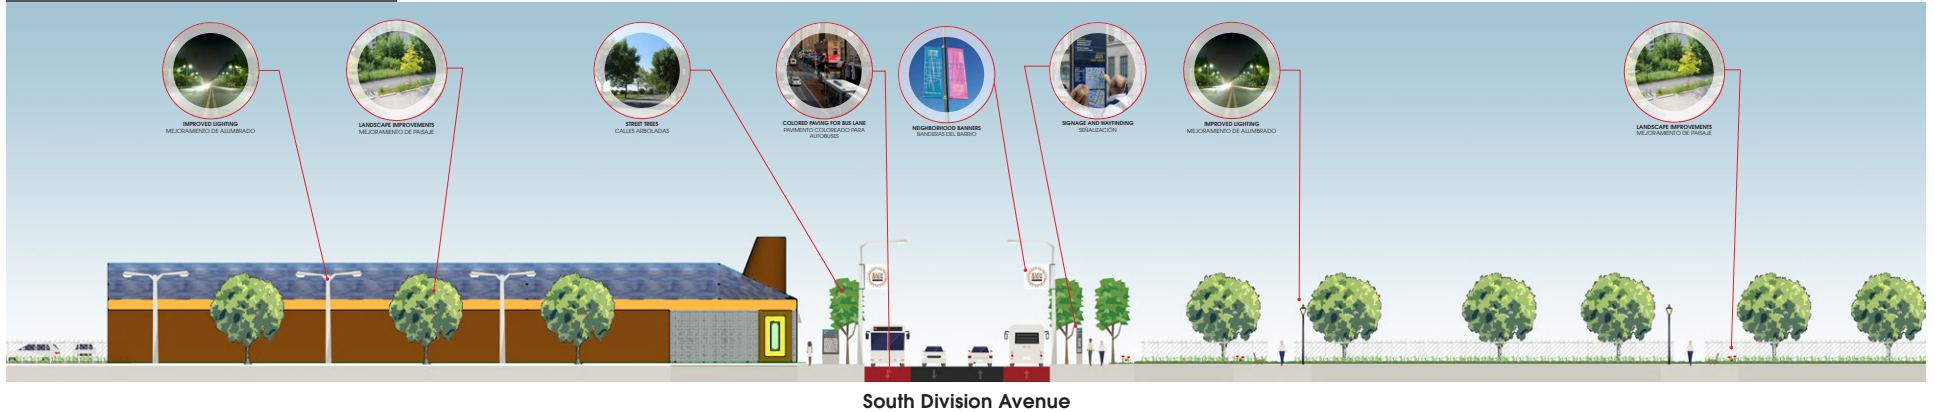 IMPROVED LIGHTING
MEJORAMIENTO DE ALUMBRADO
LANDSCAPE IMPROVEMENTS
MEJORAMIENTO DE PAISAJE
STREET TREES
CALLES ARBOLADAS
COLORED PAVING FOR BUS LANE
PAVIMENTO COLOREADO PARA
AUTOBUSES
NEIGHBORHOOD BANNERS
BANDERAS DEL BARRIO
SIGNAGE AND WAYFINDING
SEÑALIZACIÓN
IMPROVED LIGHTING
MEJORAMIENTO DE ALUMBRADO
LANDSCAPE IMPROVEMENTS
MEJORAMIENTO DE PAISAJE
South Division Avenue